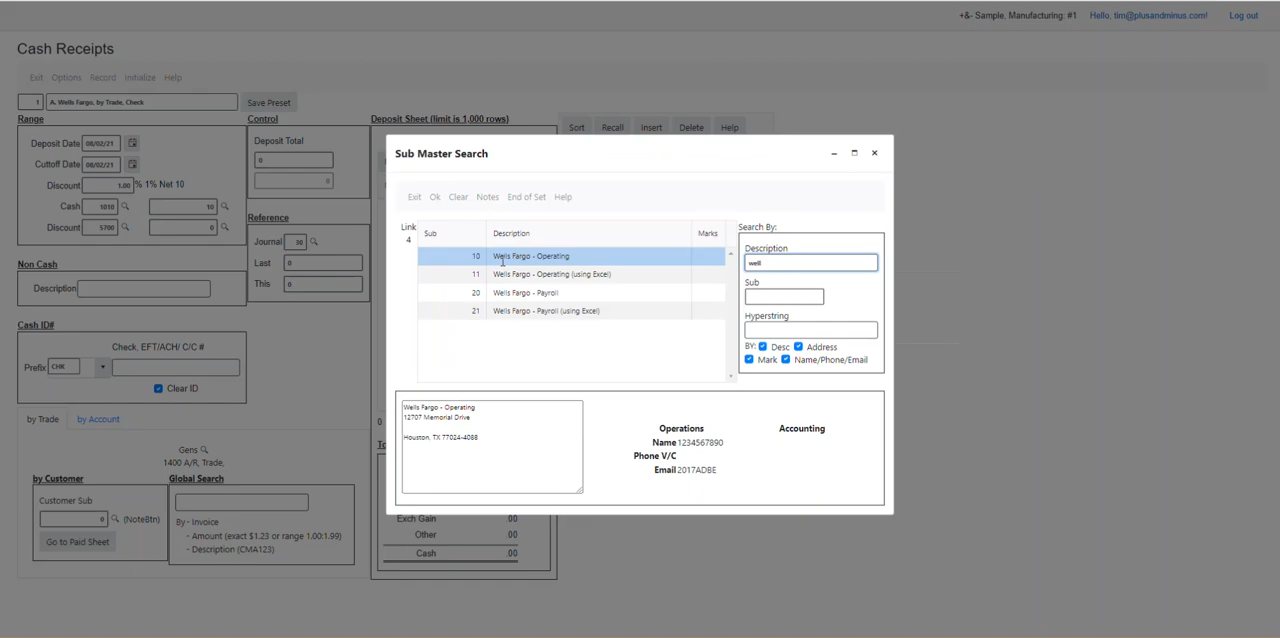 +&- Sample, Manufacturing: #1 Hello, tim@plusandminus.com! Log out
Cash Receipts
Exit Options Record Initialize Help
1 A. Wells Fargo, by Trade, Check Save Preset
Range
Deposit Date 08/02/21
Cuttoff Date 08/02/21
Discount 1.00 % 1% Net 10
Cash 1010 10
Discount 5700 0
Control
Deposit Total
0
0
Reference
Journal 30
Last 0
This 0
Non Cash
Description
Cash ID#
Check, EFT/ACH/ C/C #
Prefix CHK
Clear ID
by Trade by Account
Gens
1400 A/R, Trade,
by Customer
Customer Sub
0 (NoteBtn)
Go to Paid Sheet
Global Search
By - Invoice
- Amount (exact $1.23 or range 1.00:1.99)
- Description (CMA123)
Deposit Sheet (limit is 1,000 rows)
Sort Recall Insert Delete Help
0
Exch Gain 00
Other .00
Cash .00
Sub Master Search
Exit Ok Clear Notes End of Set Help
Link
4
Sub Description Marks
10 Wells Fargo - Operating
11 Wells Fargo - Operating (using Excel)
20 Wells Fargo - Payroll
21 Wells Fargo - Payroll (using Excel)
Search By:
Description
well
Sub
Hyperstring
BY: Desc Address
Mark Name/Phone/Email
Wells Fargo - Operating
12707 Memorial Drive
Houston, TX 77024-4088
Operations Accounting
Name 1234567890
Phone V/C
Email 2017ADBE